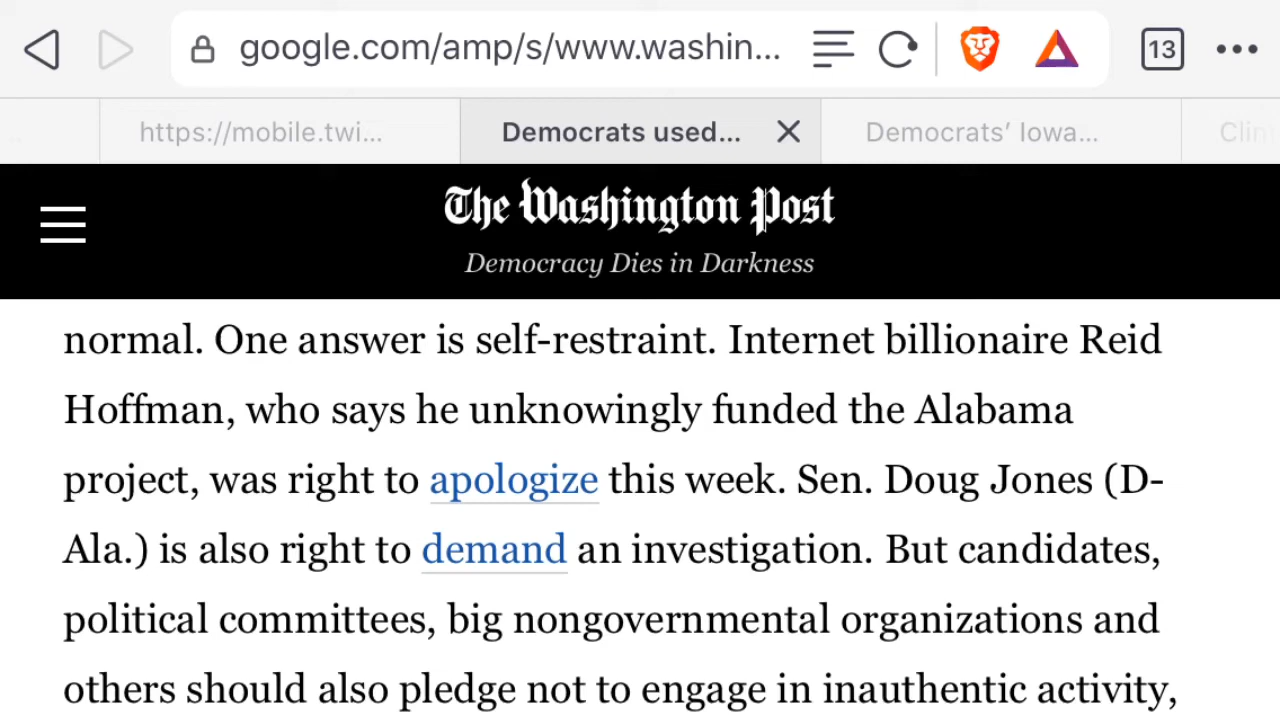 google.com/amp/s/www.washin...
13
https://mobile.twi...
Democrats used...
Democrats’ Iowa...
Clin
The Washington Post
Democracy Dies in Darkness
normal. One answer is self-restraint. Internet billionaire Reid
Hoffman, who says he unknowingly funded the Alabama
project, was right to apologize this week. Sen. Doug Jones (D-
Ala.) is also right to demand an investigation. But candidates,
political committees, big nongovernmental organizations and
others should also pledge not to engage in inauthentic activity,